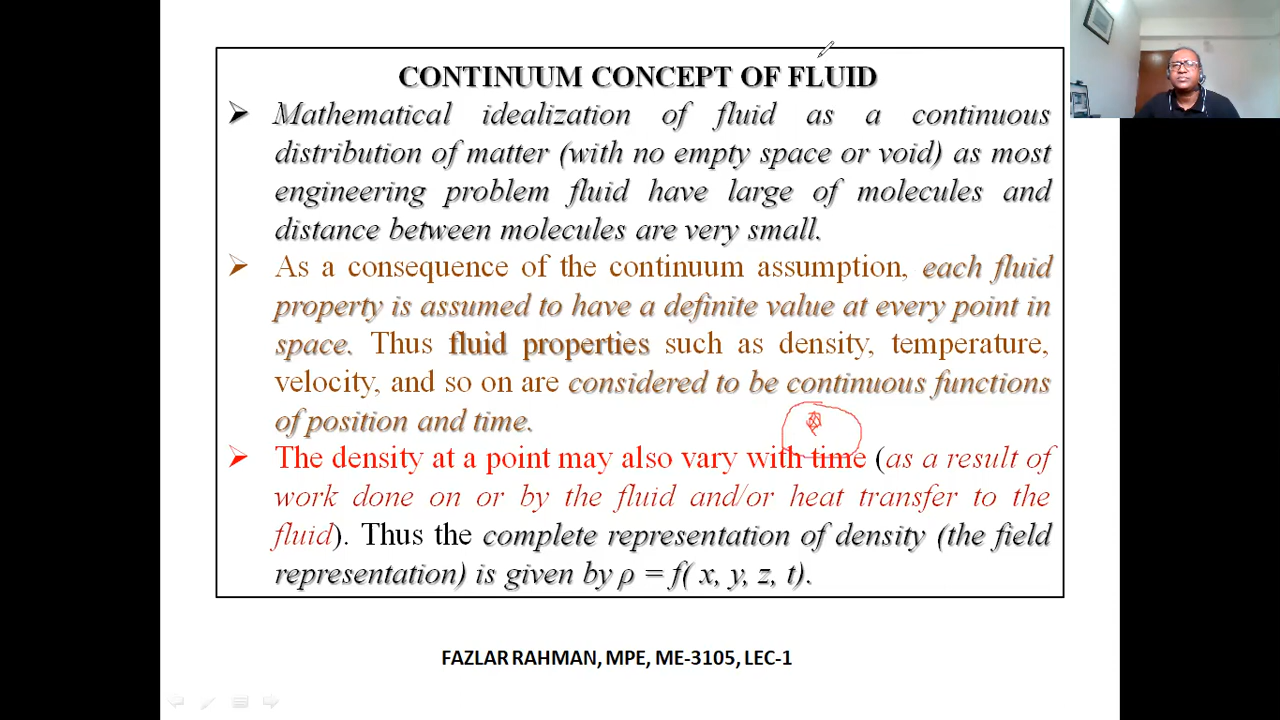 CONTINUUM CONCEPT OF FLUID
➢ Mathematical idealization of fluid as a continuous
distribution of matter (with no empty space or void) as most
engineering problem fluid have large of molecules and
distance between molecules are very small.
➢ As a consequence of the continuum assumption, each fluid
property is assumed to have a definite value at every point in
space. Thus fluid properties such as density, temperature,
velocity, and so on are considered to be continuous functions
of position and time.
➢ The density at a point may also vary with time (as a result of
work done on or by the fluid and/or heat transfer to the
fluid). Thus the complete representation of density (the field
representation) is given by ρ = f( x, y, z, t).
FAZLAR RAHMAN, MPE, ME-3105, LEC-1